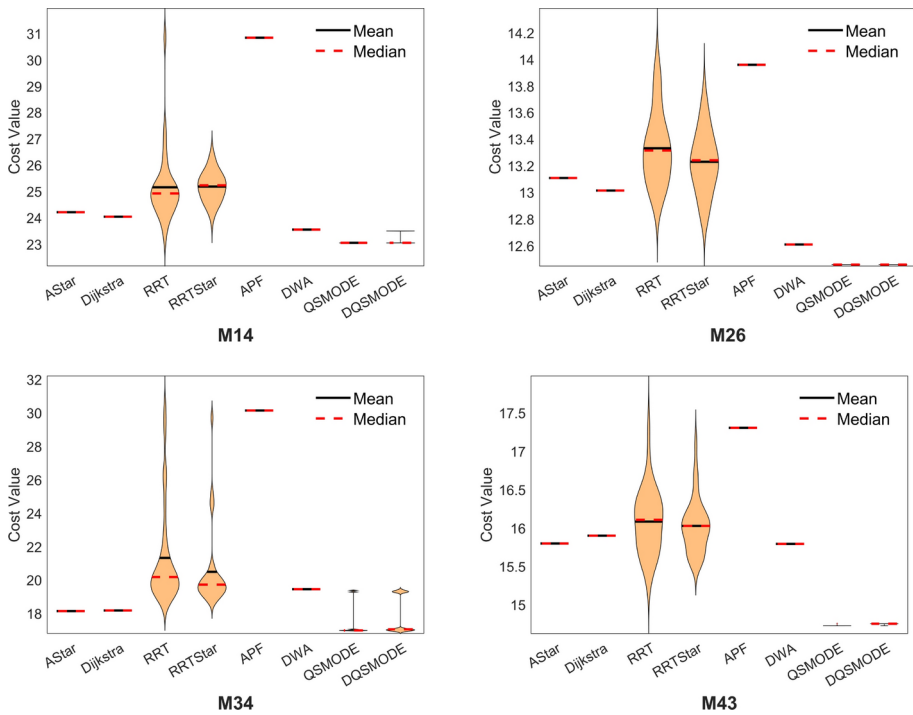 Mean
Median
31
30
29
28
27
26
25
24
23
Cost Value
AStar
Dijkstra
RRT
RRTStar
APF
DWA
QSMODE
DQSMODE
M14
Mean
Median
14.2
14
13.8
13.6
13.4
13.2
13
12.8
12.6
Cost Value
AStar
Dijkstra
RRT
RRTStar
APF
DWA
QSMODE
DQSMODE
M26
Mean
Median
32
30
28
26
24
22
20
18
Cost Value
AStar
Dijkstra
RRT
RRTStar
APF
DWA
QSMODE
DQSMODE
M34
Mean
Median
17.5
17
16.5
16
15.5
15
Cost Value
AStar
Dijkstra
RRT
RRTStar
APF
DWA
QSMODE
DQSMODE
M43